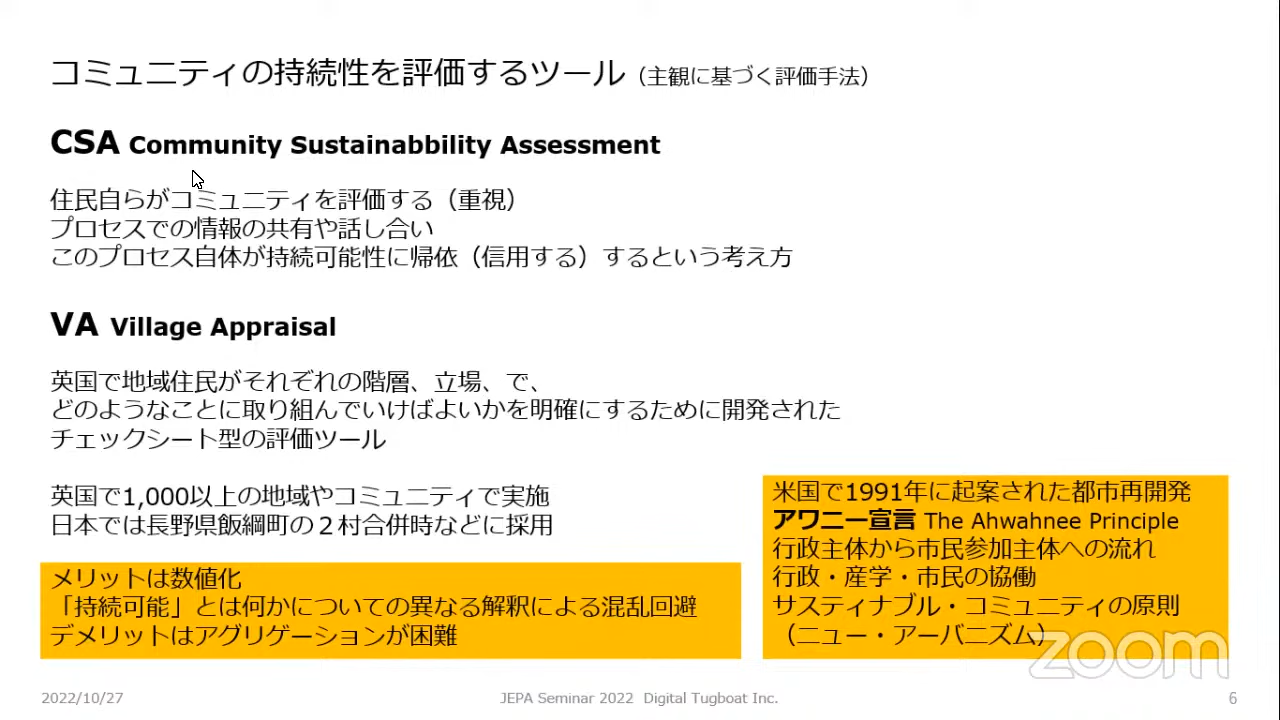 コミュニティの持続性を評価するツール（主観に基づく評価手法）
CSA Community Sustainabbility Assessment
住民自らがコミュニティを評価する（重視）
プロセスでの情報の共有や話し合い
このプロセス自体が持続可能性に帰依（信用する）するという考え方
VA Village Appraisal
英国で地域住民がそれぞれの階層、立場、で、
どのようなことに取り組んでいけばよいかを明確にするために開発された
チェックシート型の評価ツール
英国で1,000以上の地域やコミュニティで実施
日本では長野県飯綱町の２村合併時などに採用
メリットは数値化
「持続可能」とは何かについての異なる解釈による混乱回避
デメリットはアグリゲーションが困難
米国で1991年に起案された都市再開発
アワニー宣言 The Ahwahnee Principle
行政主体から市民参加主体への流れ
行政・産学・市民の協働
サスティナブル・コミュニティの原則
（ニュー・アーバニズム）
zoom
2022/10/27
JEPA Seminar 2022 Digital Tugboat Inc.
6